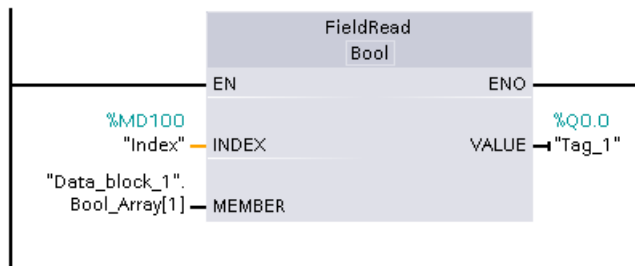 FieldRead
Bool
EN ENO
%MD100 %Q0.0
"Index" INDEX VALUE "Tag_1"
"Data_block_1".
Bool_Array[1] MEMBER